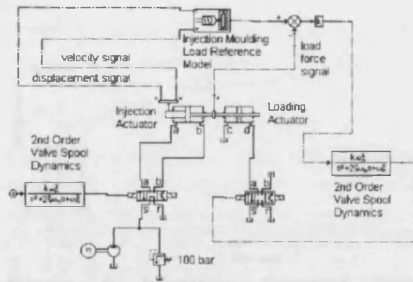 Injection Moulding
Load Reference
Model
load
force
signal
velocity signal
displacement signal
Injection
Actuator
Loading
Actuator
a b c d
2nd Order
Valve Spool
Dynamics
a b
a b
2nd Order
Valve Spool
Dynamics
100 bar